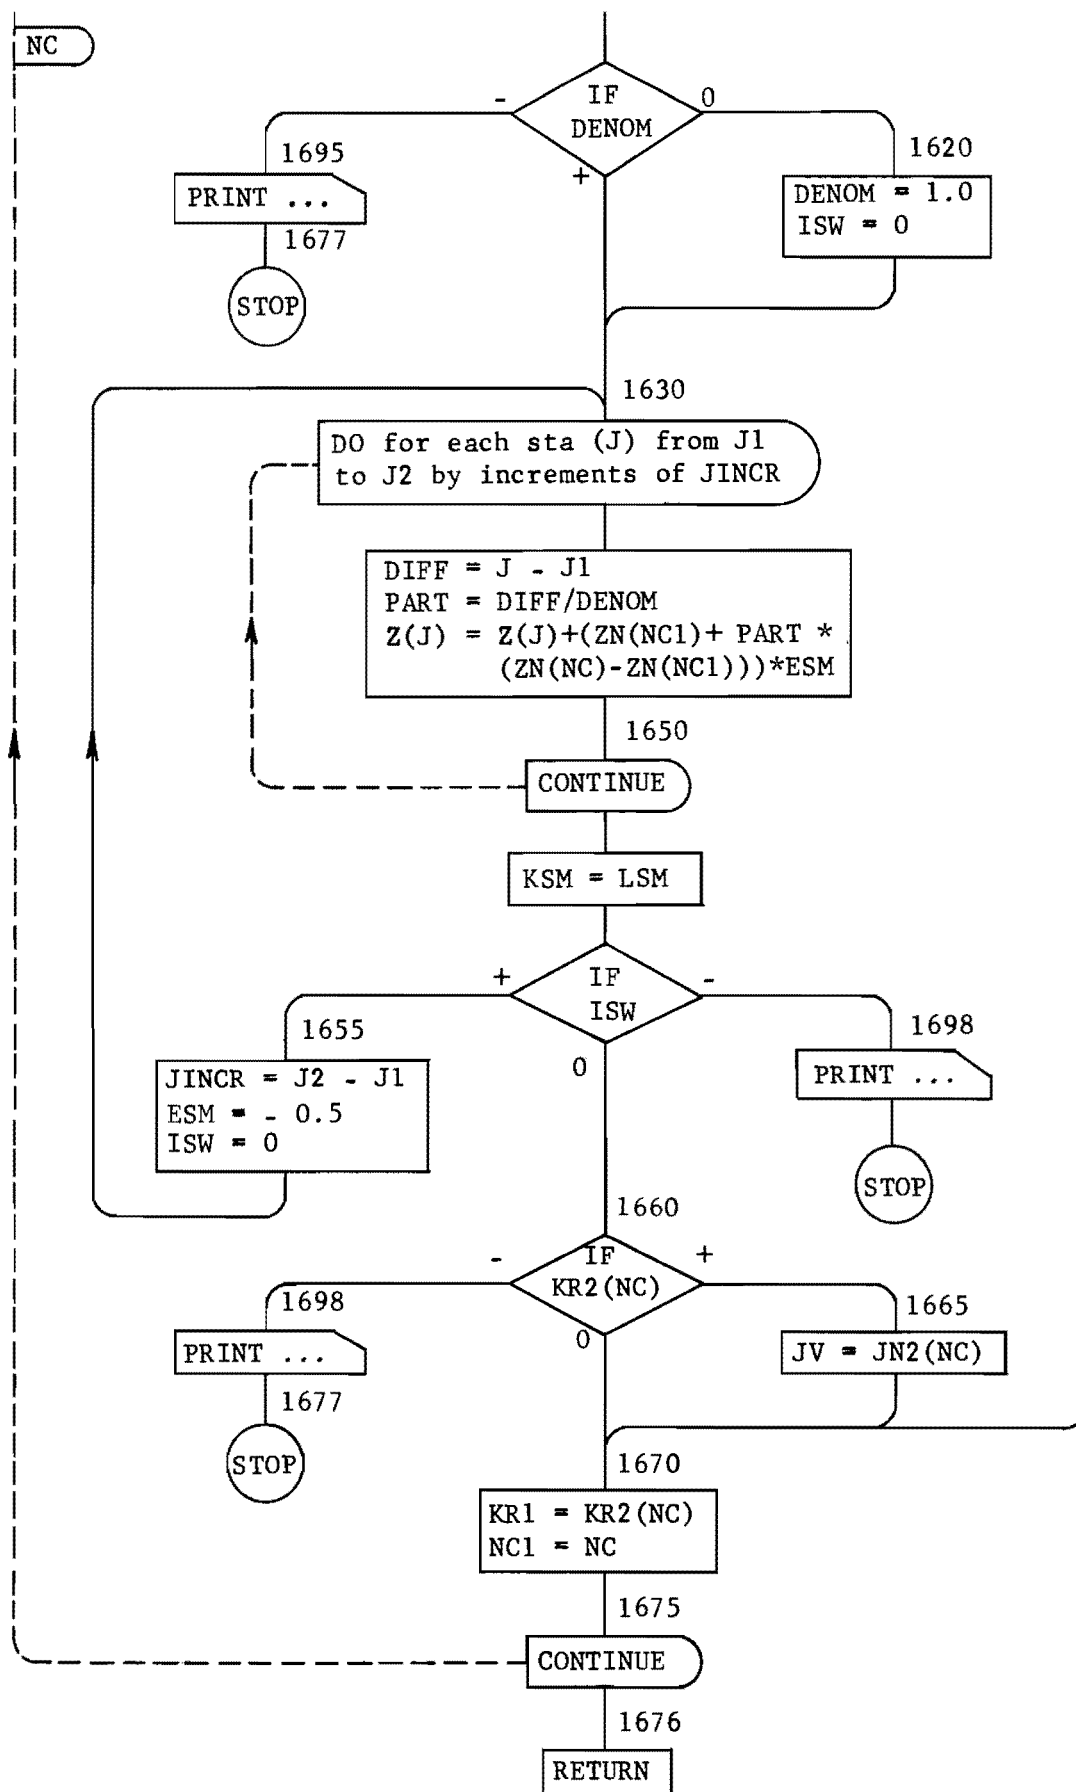 NC
IF
DENOM
-
0
+
1695
PRINT ...
1677
STOP
1620
DENOM = 1.0
ISW = 0
1630
DO for each sta (J) from J1
to J2 by increments of JINCR
DIFF = J - J1
PART = DIFF/DENOM
Z(J) = Z(J)+(ZN(NC1)+ PART *
(ZN(NC)-ZN(NC1)))*ESM
1650
CONTINUE
KSM = LSM
+
IF
ISW
-
0
1655
JINCR = J2 - J1
ESM = - 0.5
ISW = 0
1698
PRINT ...
STOP
1660
-
IF
KR2(NC)
+
0
1698
PRINT ...
1677
STOP
1665
JV = JN2(NC)
1670
KR1 = KR2(NC)
NC1 = NC
1675
CONTINUE
1676
RETURN